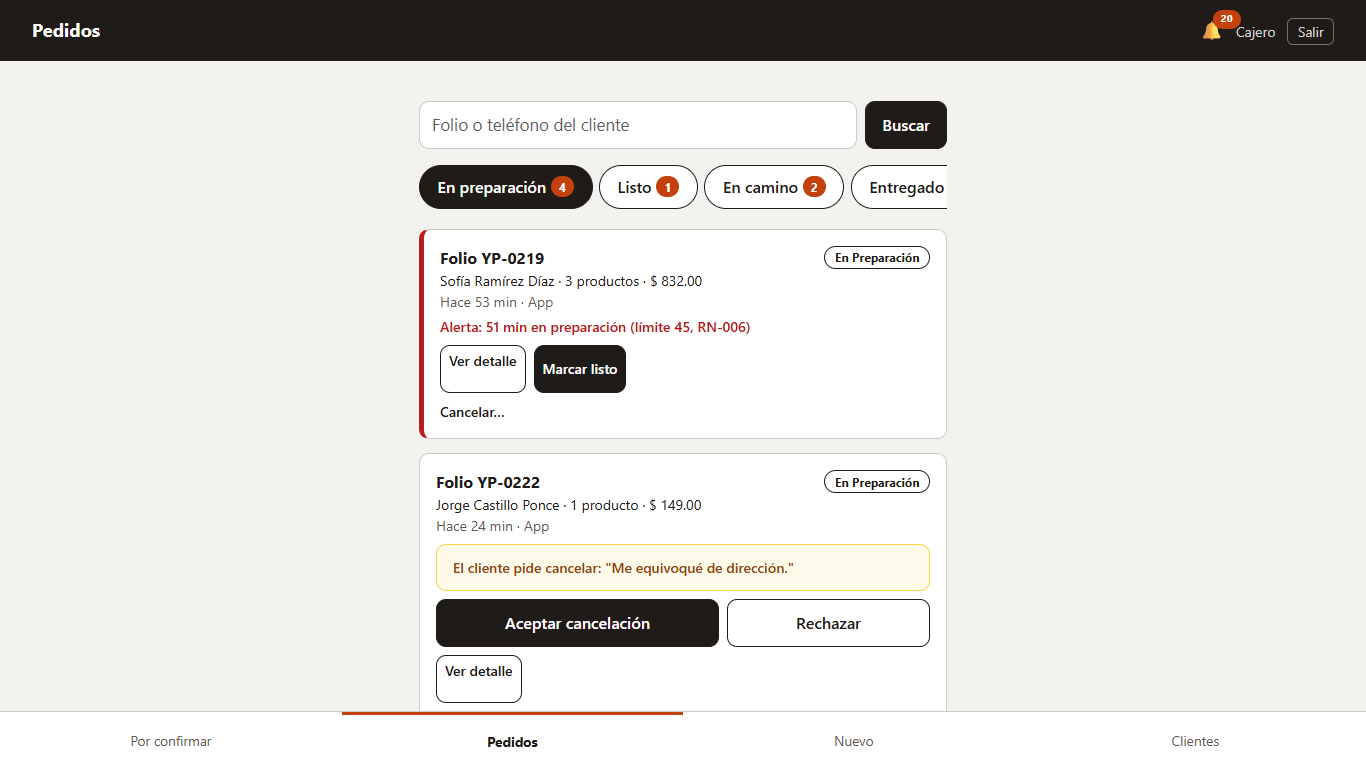 Pedidos
20
Cajero
Salir
Folio o teléfono del cliente
Buscar
En preparación 4
Listo 1
En camino 2
Entregado
Folio YP-0219
En Preparación
Sofía Ramírez Díaz · 3 productos · $ 832.00
Hace 53 min · App
Alerta: 51 min en preparación (límite 45, RN-006)
Ver detalle
Marcar listo
Cancelar...
Folio YP-0222
En Preparación
Jorge Castillo Ponce · 1 producto · $ 149.00
Hace 24 min · App
El cliente pide cancelar: "Me equivoqué de dirección."
Aceptar cancelación
Rechazar
Ver detalle
Por confirmar
Pedidos
Nuevo
Clientes